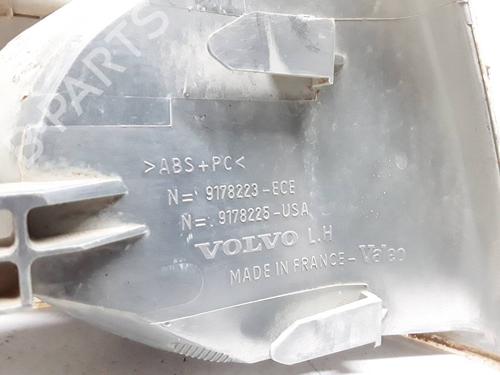 >ABS+PC<
N=: 9178223-ECE
N=: 9178225-USA
VOLVO L.H
MADE IN FRANCE-Valeo